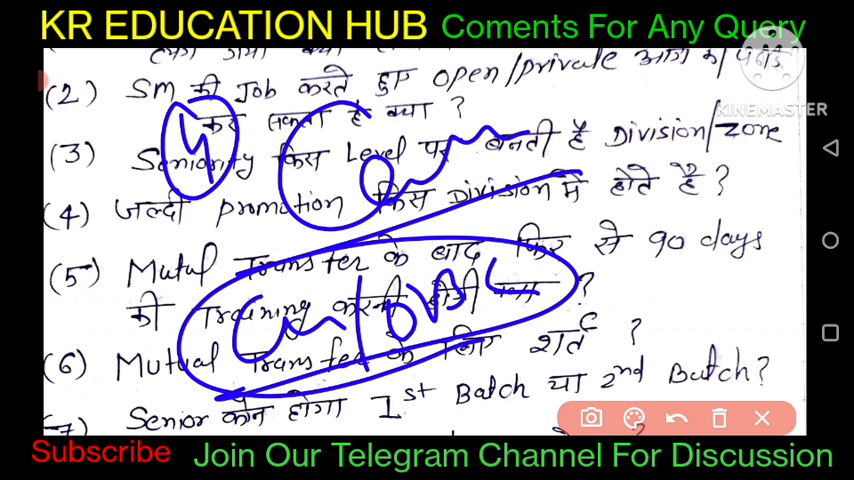 KR EDUCATION HUB Coments For Any Query
KINEMASTER
(2) Sm की Job करते हुए open/private
कर सकता है क्या ?
(3) Seniority किस Level पर बनती है Division/zone
(4) जल्दी promotion किस Division में होते है ?
(5) Mutual Transfer के बाद फिर से 90 days
की Training करनी होगी क्या ?
(6) Mutual Transfer के लिए शर्त ?
(7) Senior कौन होगा 1st Batch या 2nd Batch?
Subscribe Join Our Telegram Channel For Discussion